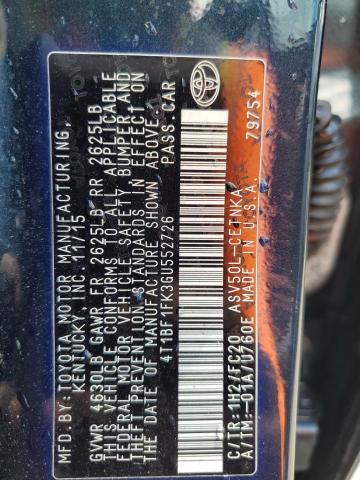 MFD. BY: TOYOTA MOTOR MANUFACTURING,
KENTUCKY, INC. 11/15
GVWR 4630LB GAWR FR 2625LB RR 2625LB
THIS VEHICLE CONFORMS TO ALL APPLICABLE
FEDERAL MOTOR VEHICLE SAFETY, BUMPER AND
THEFT PREVENTION STANDARDS IN EFFECT ON
THE DATE OF MANUFACTURE SHOWN ABOVE.
4T1BF1FK3GU552726 PASS.CAR
C/TR:1H2/FC20 ASV50L-CETNKA
A/TM:-01A/U760E MADE IN U.S.A.
79754